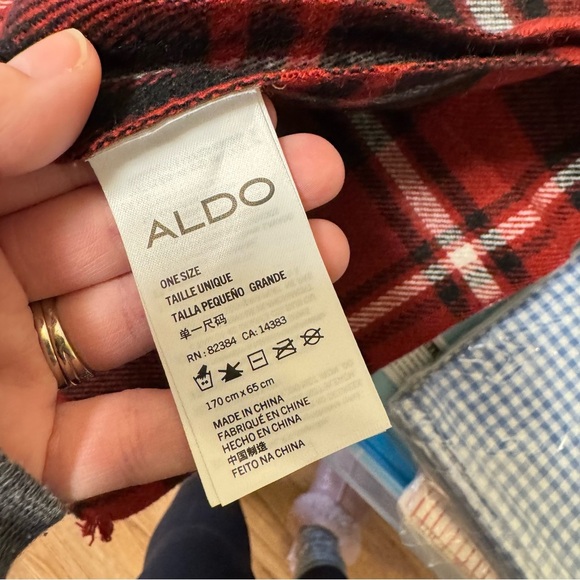 ALDO
ONE SIZE
TAILLE UNIQUE
TALLA PEQUEÑO GRANDE
单一尺码
RN: 82384 CA: 14383
170 cm x 65 cm
MADE IN CHINA
FABRIQUÉ EN CHINE
HECHO EN CHINA
中国制造
FEITO NA CHINA